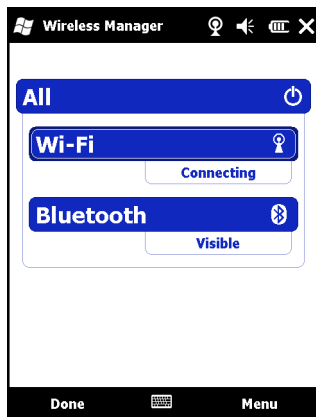 Wireless Manager
All
Wi-Fi
Connecting
Bluetooth
Visible
Done Menu